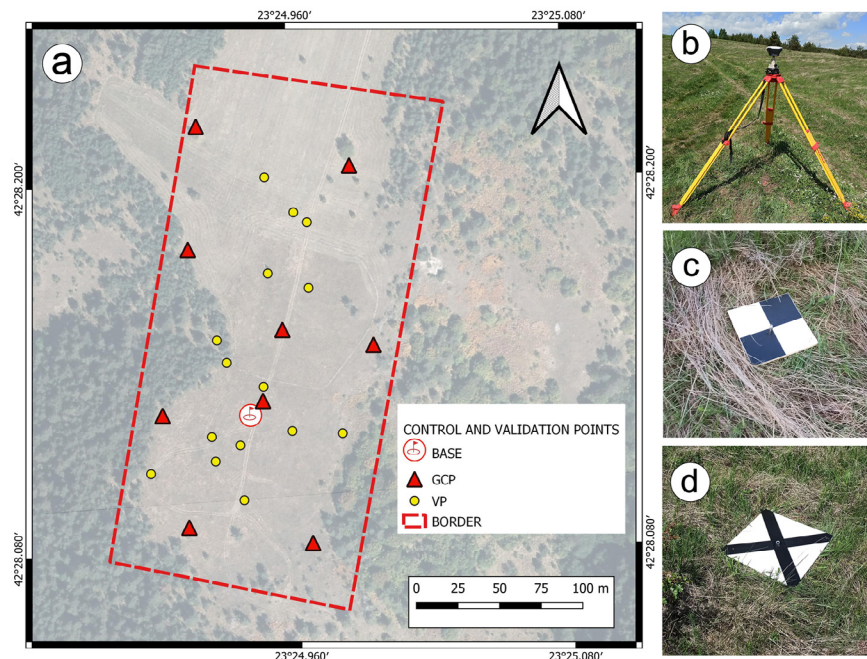 23°24.960'
23°25.080'
a
b
42°28.200'
42°28.200'
c
CONTROL AND VALIDATION POINTS
BASE
GCP
VP
BORDER
d
42°28.080'
42°28.080'
0 25 50 75 100 m
23°24.960'
23°25.080'